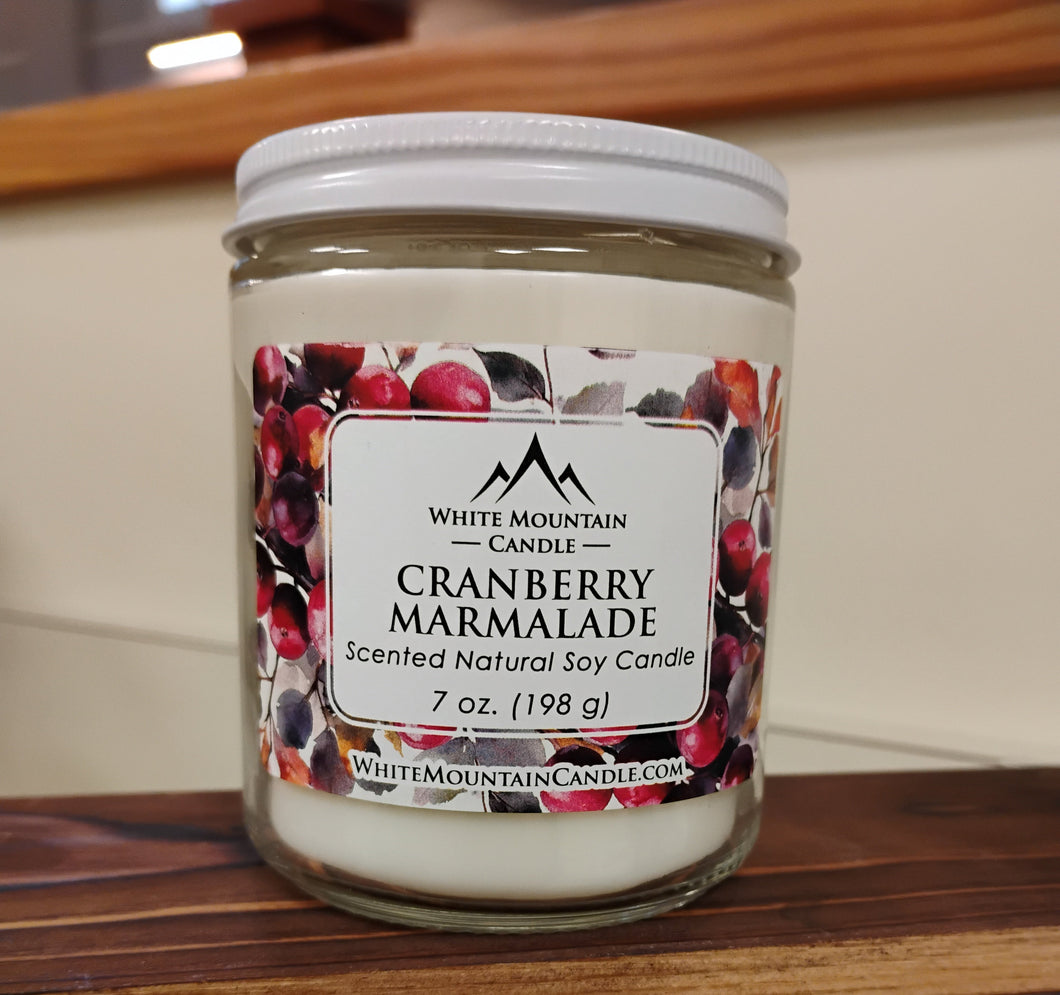 WHITE MOUNTAIN
— CANDLE —
CRANBERRY
MARMALADE
Scented Natural Soy Candle
7 oz. (198 g)
WHITEMOUNTAINCANDLE.COM